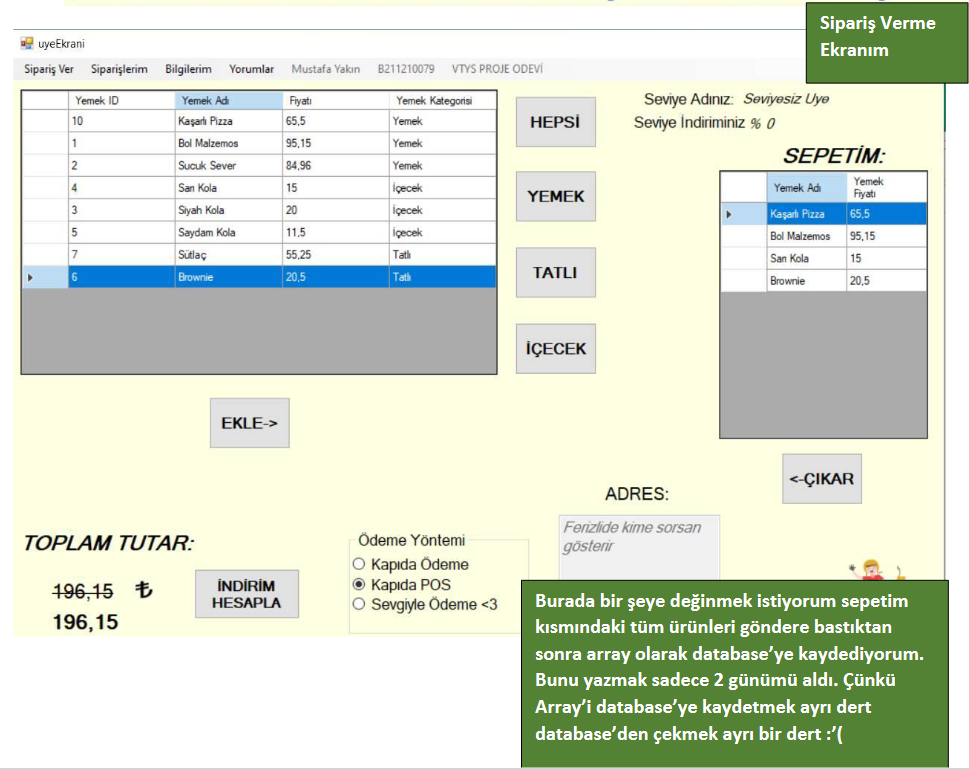 Sipariş Verme
Ekranım
uyeEkrani
Sipariş Ver Siparişlerim Bilgilerim Yorumlar Mustafa Yakın B211210079 VTYS PROJE ODEVİ
Yemek ID Yemek Adı Fiyatı Yemek Kategorisi
10 Kaşarlı Pizza 65,5 Yemek
1 Bol Malzemos 95,15 Yemek
2 Sucuk Sever 84,96 Yemek
4 Sarı Kola 15 İçecek
3 Siyah Kola 20 İçecek
5 Saydam Kola 11,5 İçecek
7 Sütlaç 55,25 Tatlı
6 Brownie 20,5 Tatlı
HEPSİ
YEMEK
TATLI
İÇECEK
Seviye Adınız: Seviyesiz Uye
Seviye İndiriminiz % 0
SEPETİM:
Yemek Adı Yemek
Fiyatı
Kaşarlı Pizza 65,5
Bol Malzemos 95,15
Sarı Kola 15
Brownie 20,5
EKLE->
<-ÇIKAR
ADRES:
Ferizlide kime sorsan
gösterir
TOPLAM TUTAR:
196,15 ₺
196,15
İNDİRİM
HESAPLA
Ödeme Yöntemi
Kapıda Ödeme
Kapıda POS
Sevgiyle Ödeme <3
Burada bir şeye değinmek istiyorum sepetim
kısmındaki tüm ürünleri göndere bastıktan
sonra array olarak database’ye kaydediyorum.
Bunu yazmak sadece 2 günümü aldı. Çünkü
Array’i database’ye kaydetmek ayrı dert
database’den çekmek ayrı bir dert :’(